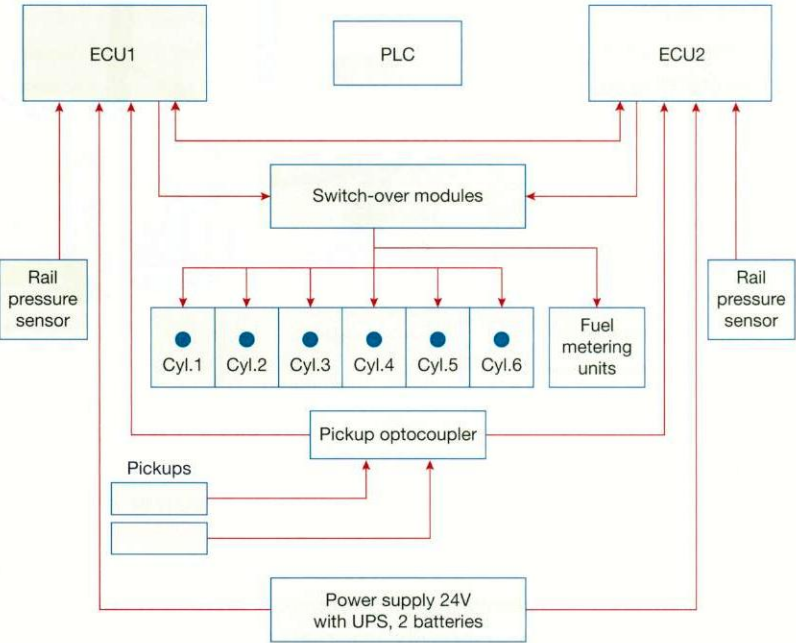 ECU1
PLC
ECU2
Switch-over modules
Rail
pressure
sensor
Rail
pressure
sensor
Cyl.1
Cyl.2
Cyl.3
Cyl.4
Cyl.5
Cyl.6
Fuel
metering
units
Pickup optocoupler
Pickups
Power supply 24V
with UPS, 2 batteries